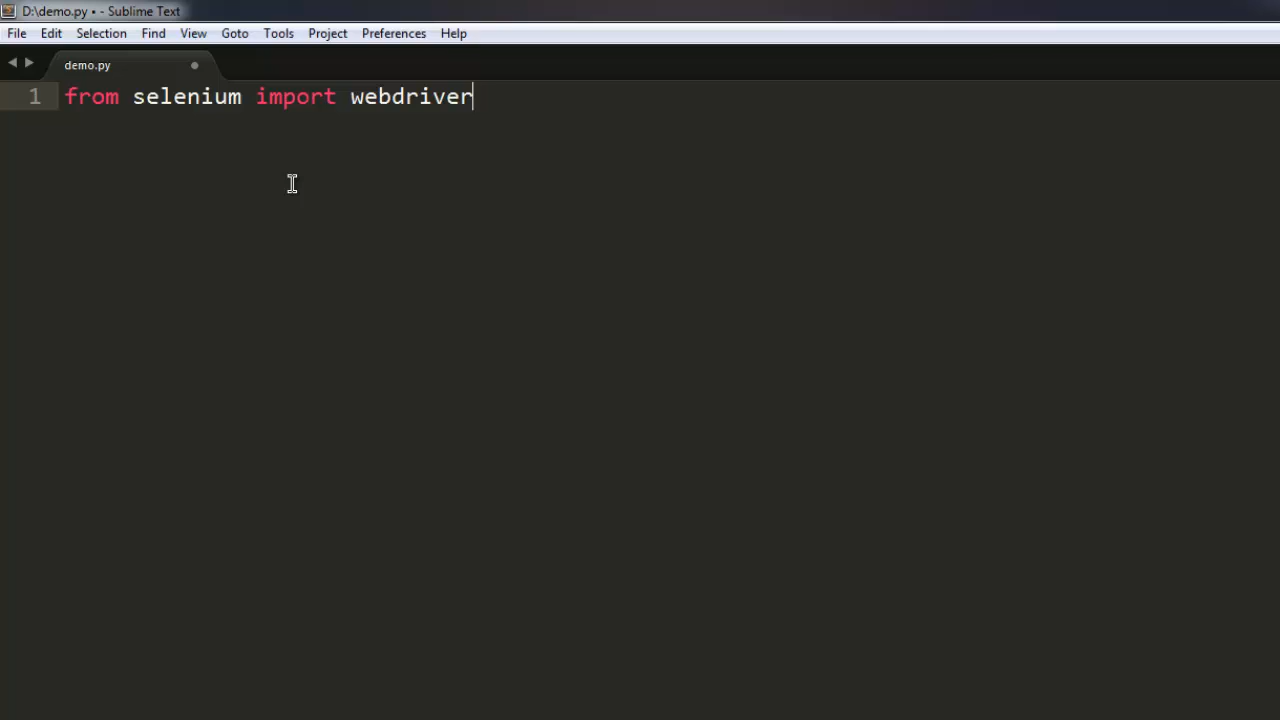 D:\demo.py • - Sublime Text
File Edit Selection Find View Goto Tools Project Preferences Help
demo.py
1 from selenium import webdriver